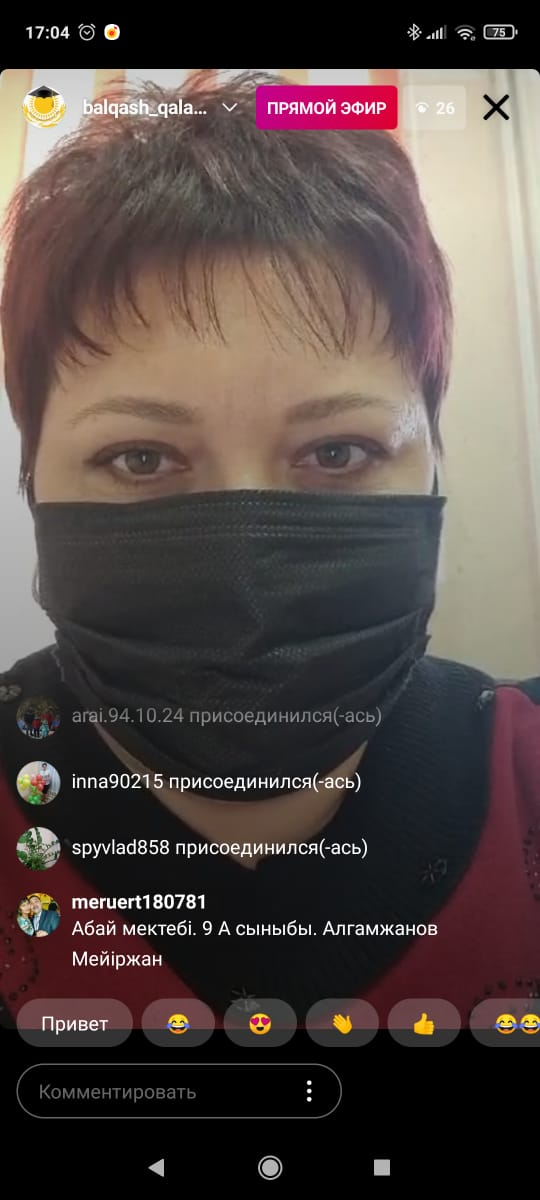 17:04
75
balqash_qala...
ПРЯМОЙ ЭФИР
26
arai.94.10.24 присоединился(-ась)
inna90215 присоединился(-ась)
spyvlad858 присоединился(-ась)
meruert180781
Абай мектебі. 9 А сыныбы. Алгамжанов
Мейіржан
Привет
Комментировать